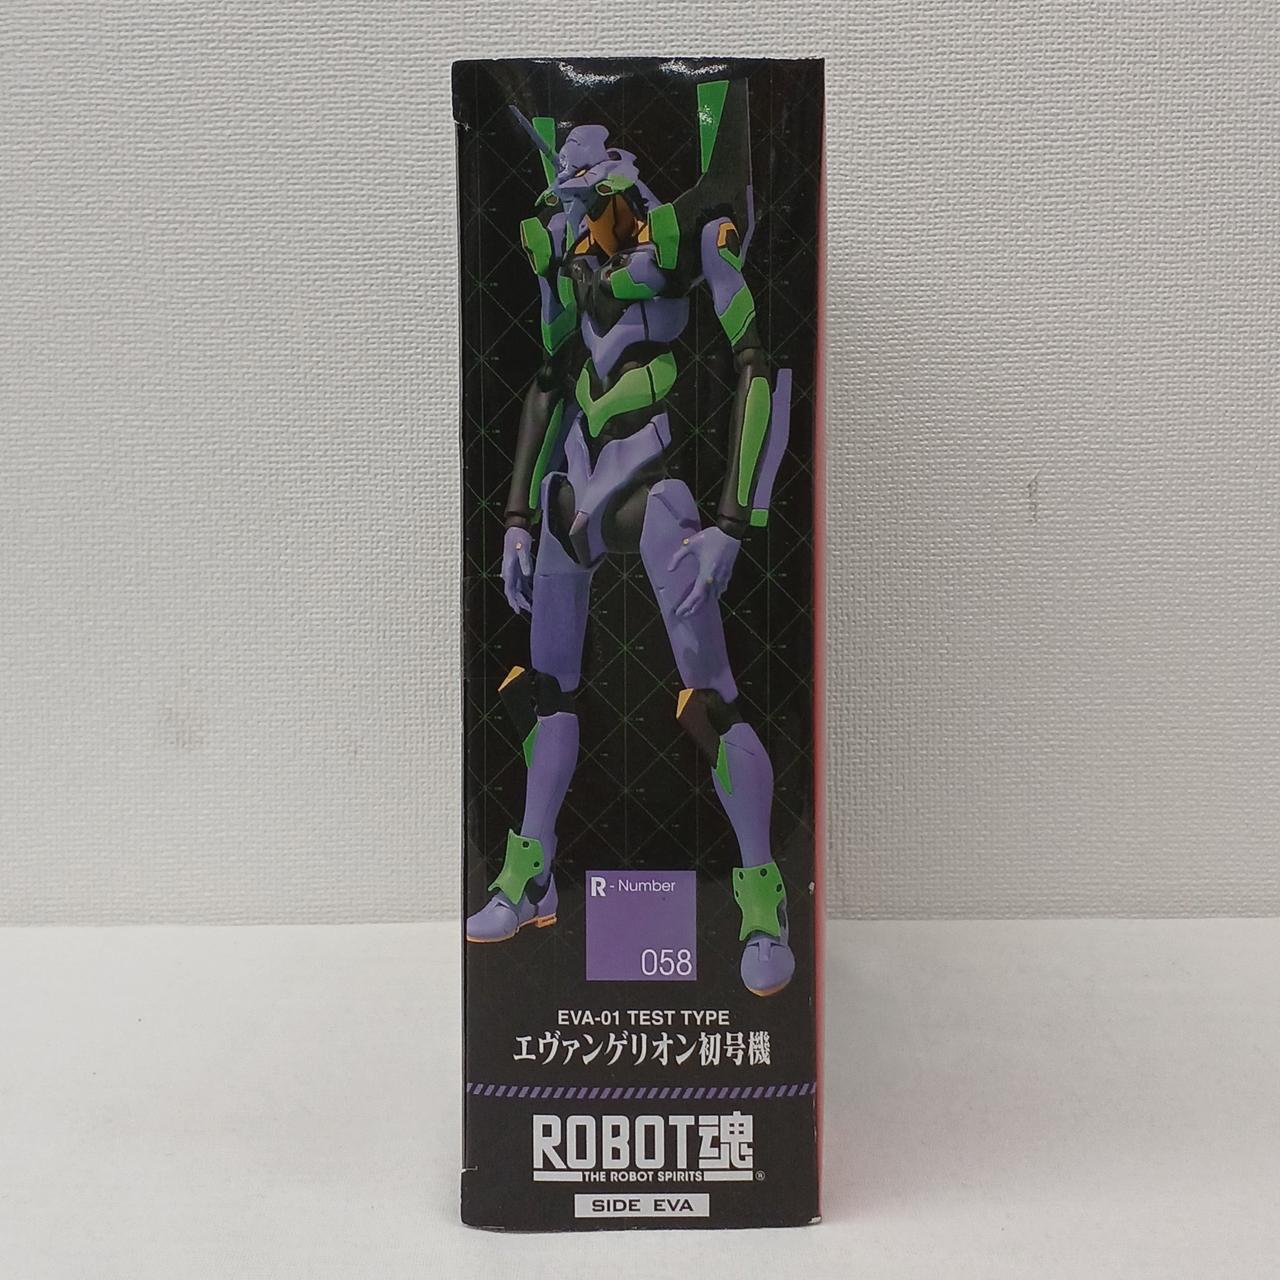 R - Number
058
EVA-01 TEST TYPE
エヴァンゲリオン初号機
ROBOT魂
THE ROBOT SPIRITS
®
SIDE EVA